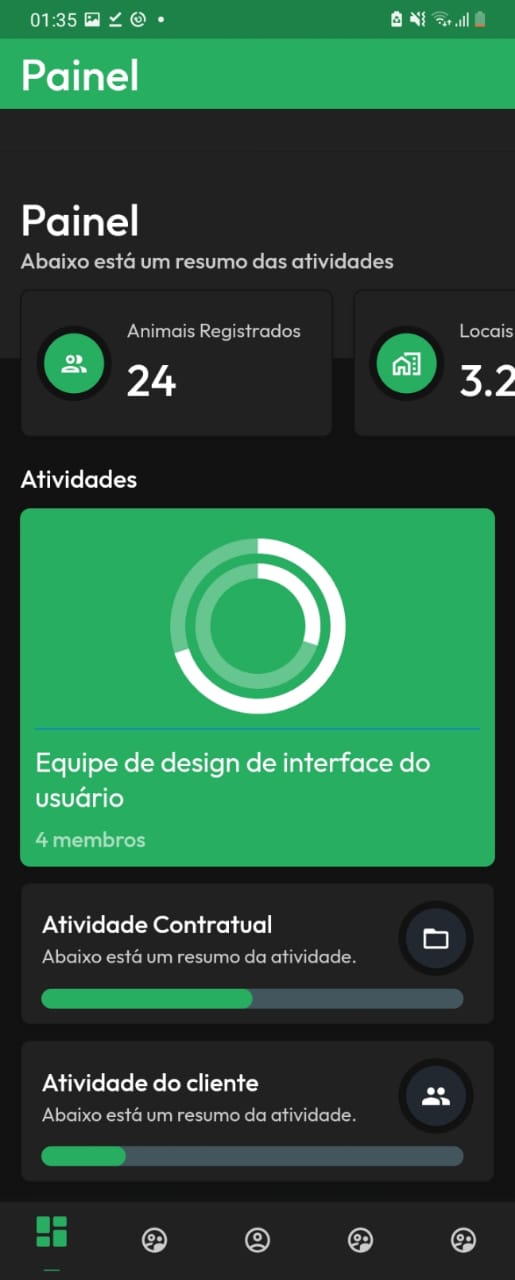 01:35
Painel
Painel
Abaixo está um resumo das atividades
Animais Registrados
24
Locais
3.2
Atividades
Equipe de design de interface do
usuário
4 membros
Atividade Contratual
Abaixo está um resumo da atividade.
Atividade do cliente
Abaixo está um resumo da atividade.